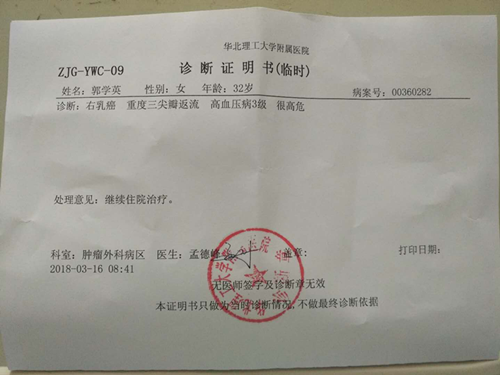 华北理工大学附属医院
ZJG-YWC-09 诊断证明书(临时)
姓名: 郭学英 性别: 女 年龄: 32岁 病案号: 00360282
诊断: 右乳癌 重度三尖瓣返流 高血压病3级 很高危
处理意见: 继续住院治疗。
科室: 肿瘤外科病区 医生: 孟德峰 盖章: 打印日期:
2018-03-16 08:41
无医师签字及诊断章无效
本证明书只做为当时诊断情况,不做最终诊断依据